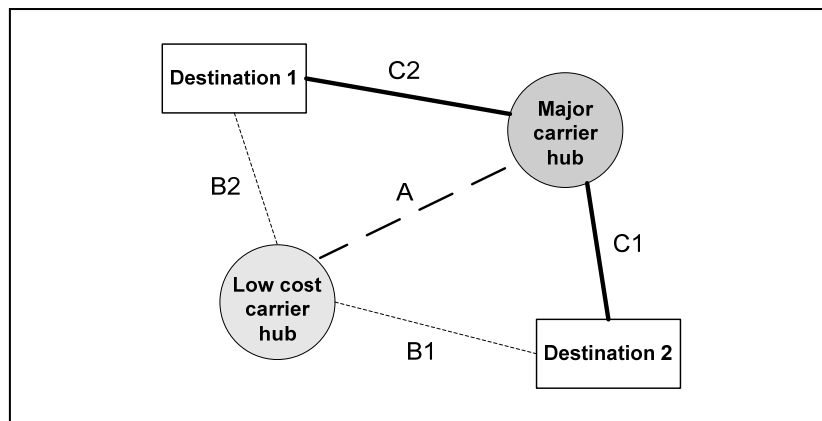 Destination 1
C2
Major
carrier
hub
B2
A
C1
Low cost
carrier
hub
B1
Destination 2